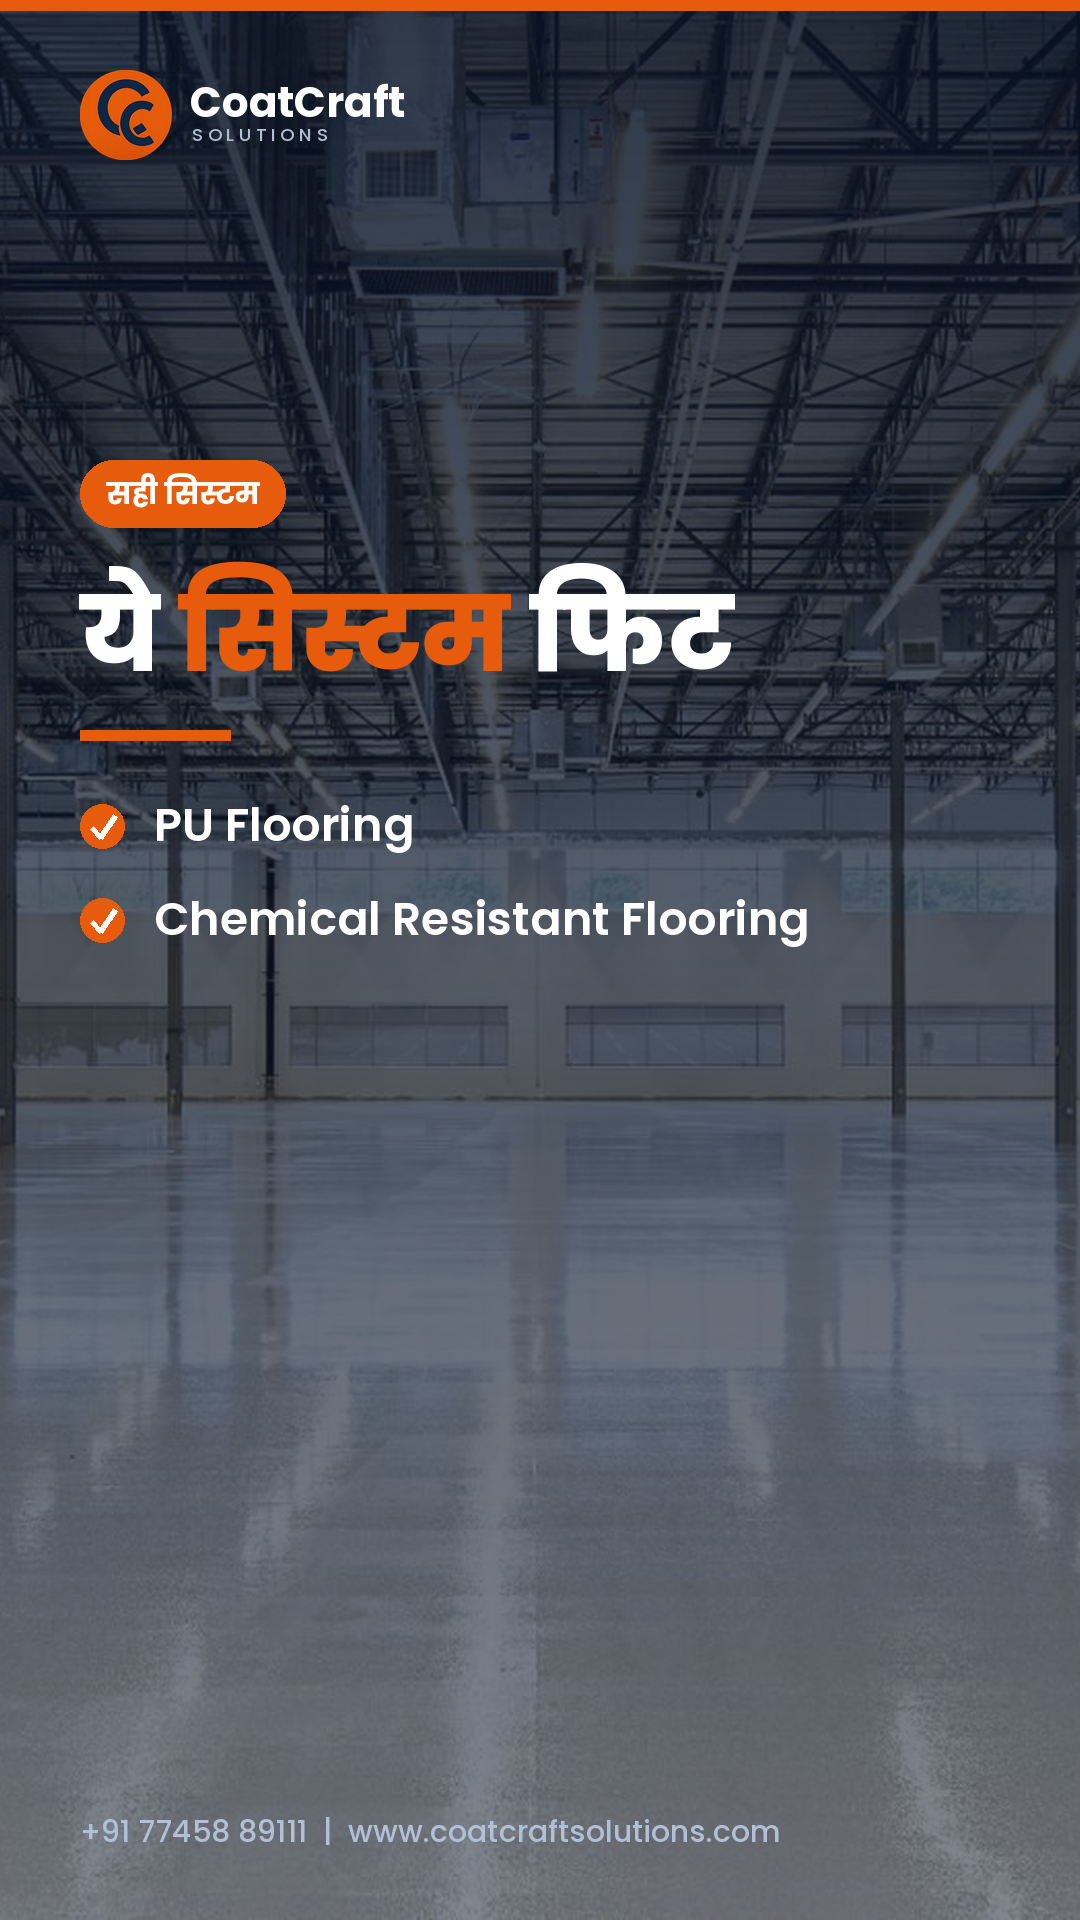 CoatCraft
SOLUTIONS
सही सिस्टम
ये सिस्टम फिट
PU Flooring
Chemical Resistant Flooring
+91 77458 89111 | www.coatcraftsolutions.com